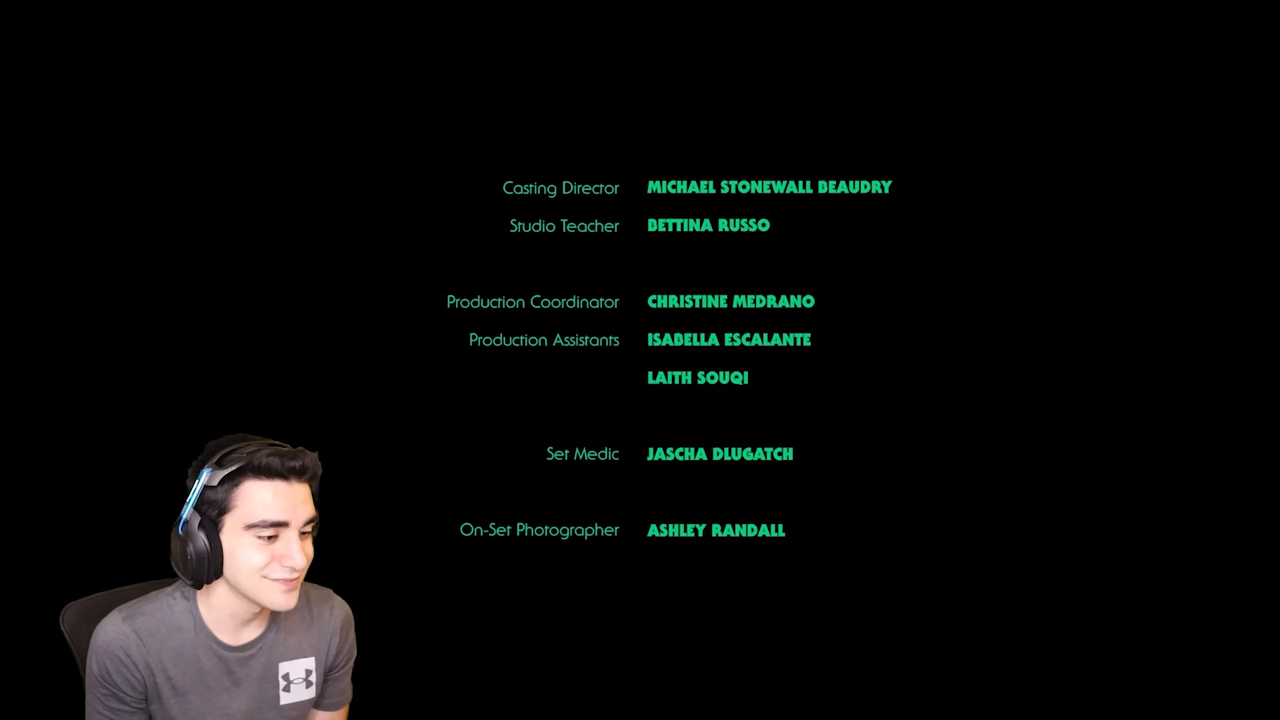 Casting Director MICHAEL STONEWALL BEAUDRY
Studio Teacher BETTINA RUSSO
Production Coordinator CHRISTINE MEDRANO
Production Assistants ISABELLA ESCALANTE
LAITH SOUQI
Set Medic JASCHA DLUGATCH
On-Set Photographer ASHLEY RANDALL